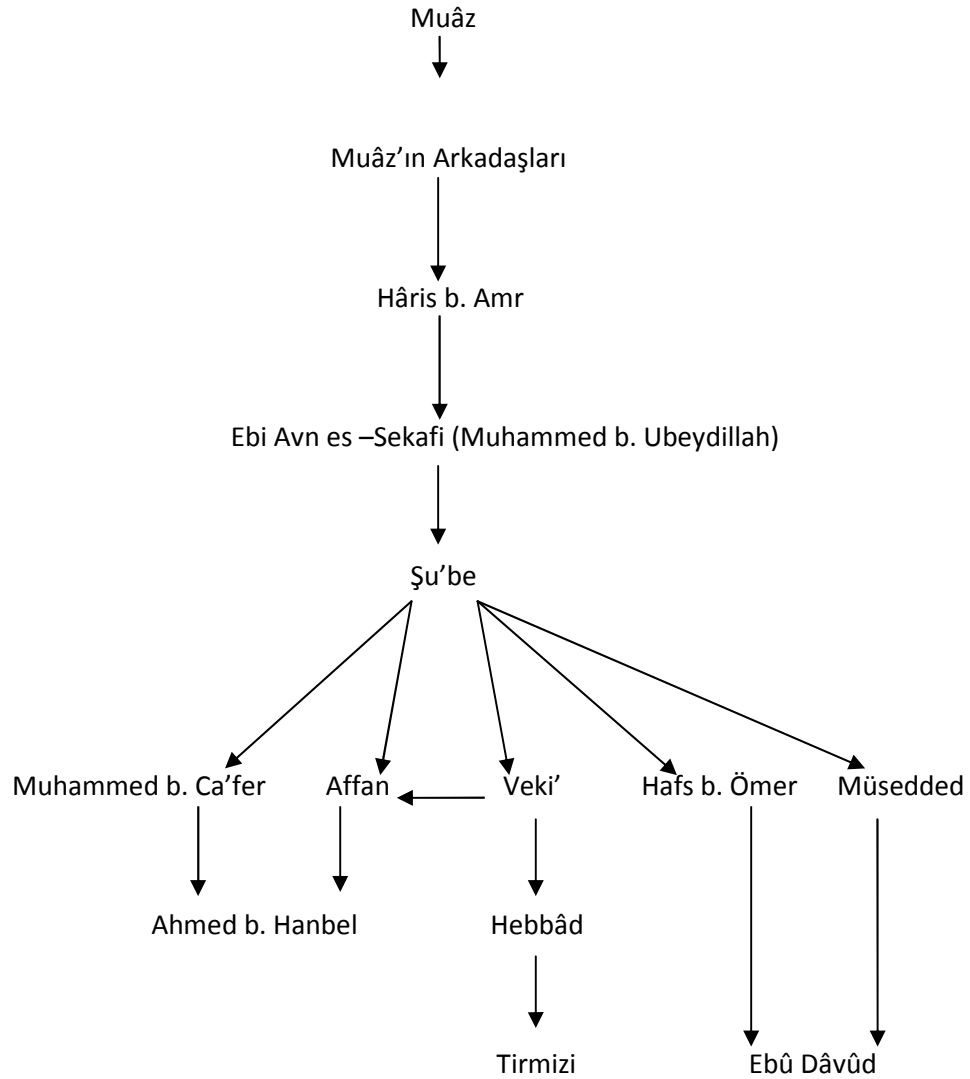 Muâz
Muâz’ın Arkadaşları
Hâris b. Amr
Ebi Avn es –Sekafi (Muhammed b. Ubeydillah)
Şu’be
Muhammed b. Ca’fer Affan Veki’ Hafs b. Ömer Müsedded
Ahmed b. Hanbel Hebbâd
Tirmizi Ebû Dâvûd